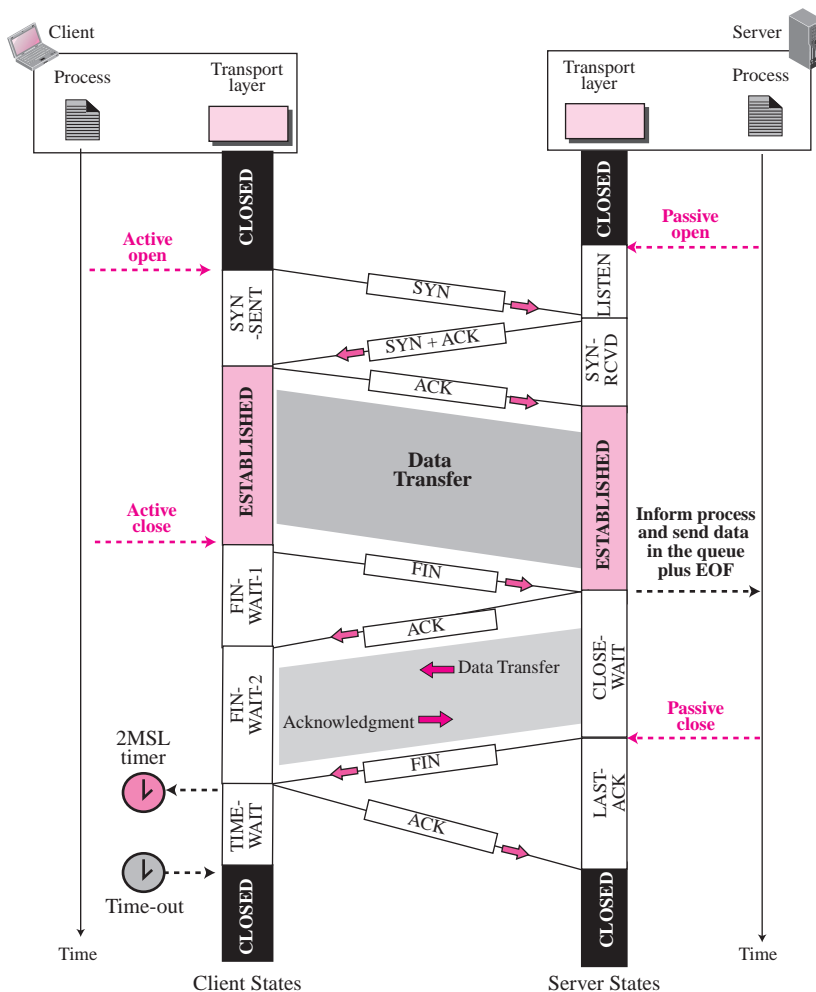 Client
Server
Process
Transport
layer
Transport
layer
Process
CLOSED
CLOSED
Active
open
Passive
open
SYN
LISTEN
SYN
-SENT
SYN + ACK
SYN-
RCVD
ACK
ESTABLISHED
Data
Transfer
ESTABLISHED
Active
close
Inform process
and send data
in the queue
plus EOF
FIN
FIN-
WAIT-1
ACK
CLOSE-
WAIT
Data Transfer
FIN-
WAIT-2
Acknowledgment
Passive
close
2MSL
timer
FIN
LAST-
ACK
TIME-
WAIT
ACK
Time-out
CLOSED
CLOSED
Time
Time
Client States
Server States